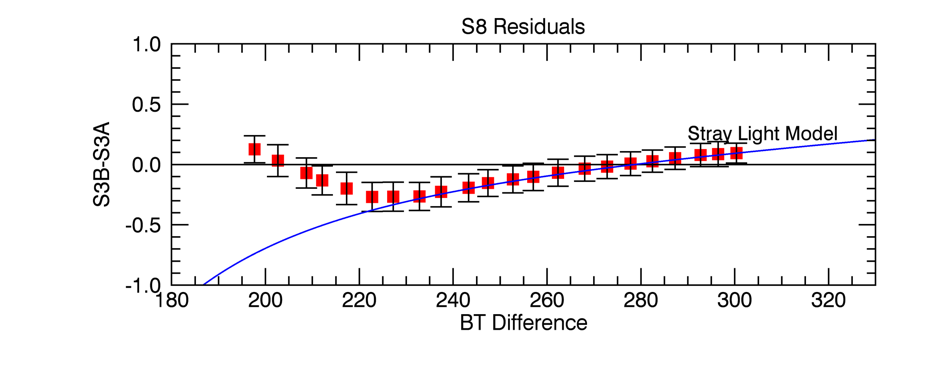 S8 Residuals
1.0
0.5
0.0
-0.5
-1.0
S3B-S3A
Stray Light Model
180 200 220 240 260 280 300 320
BT Difference